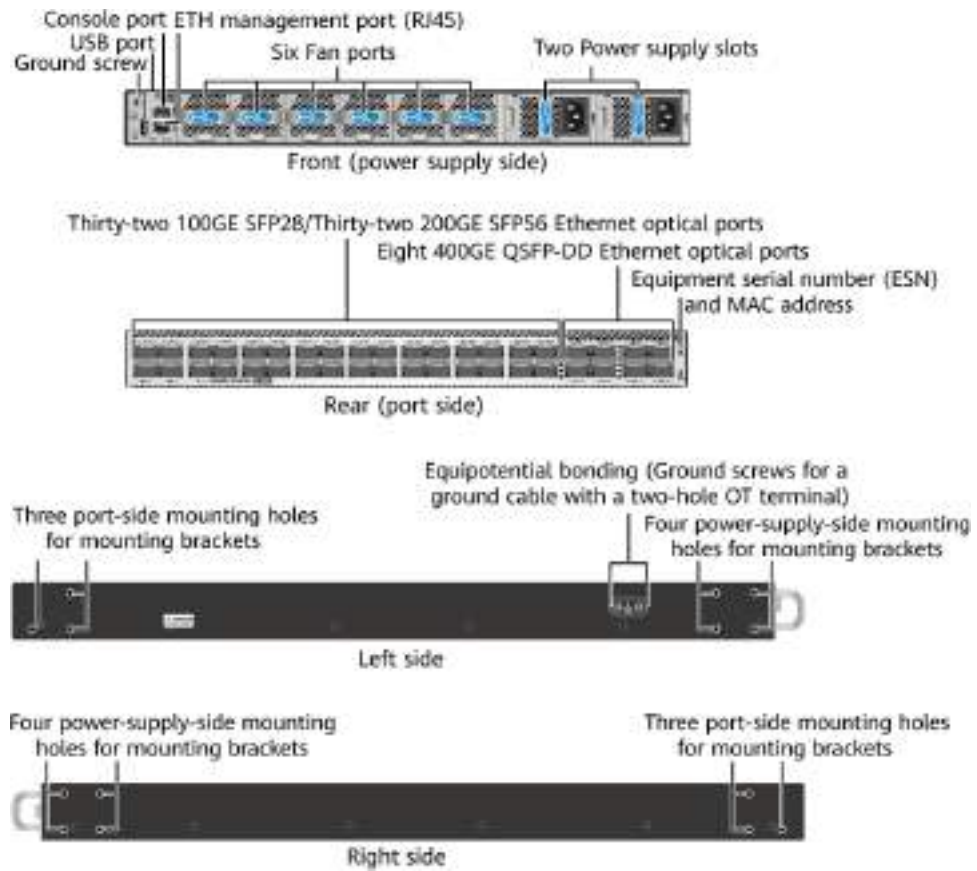 Console port ETH management port (RJ45)
USB port
Ground screw
Six Fan ports
Two Power supply slots
Front (power supply side)
Thirty-two 100GE SFP28/Thirty-two 200GE SFP56 Ethernet optical ports
Eight 400GE QSFP-DD Ethernet optical ports
Equipment serial number (ESN)
and MAC address
Rear (port side)
Equipotential bonding (Ground screws for a
ground cable with a two-hole OT terminal)
Three port-side mounting holes
for mounting brackets
Four power-supply-side mounting
holes for mounting brackets
Left side
Four power-supply-side mounting
holes for mounting brackets
Three port-side mounting holes
for mounting brackets
Right side